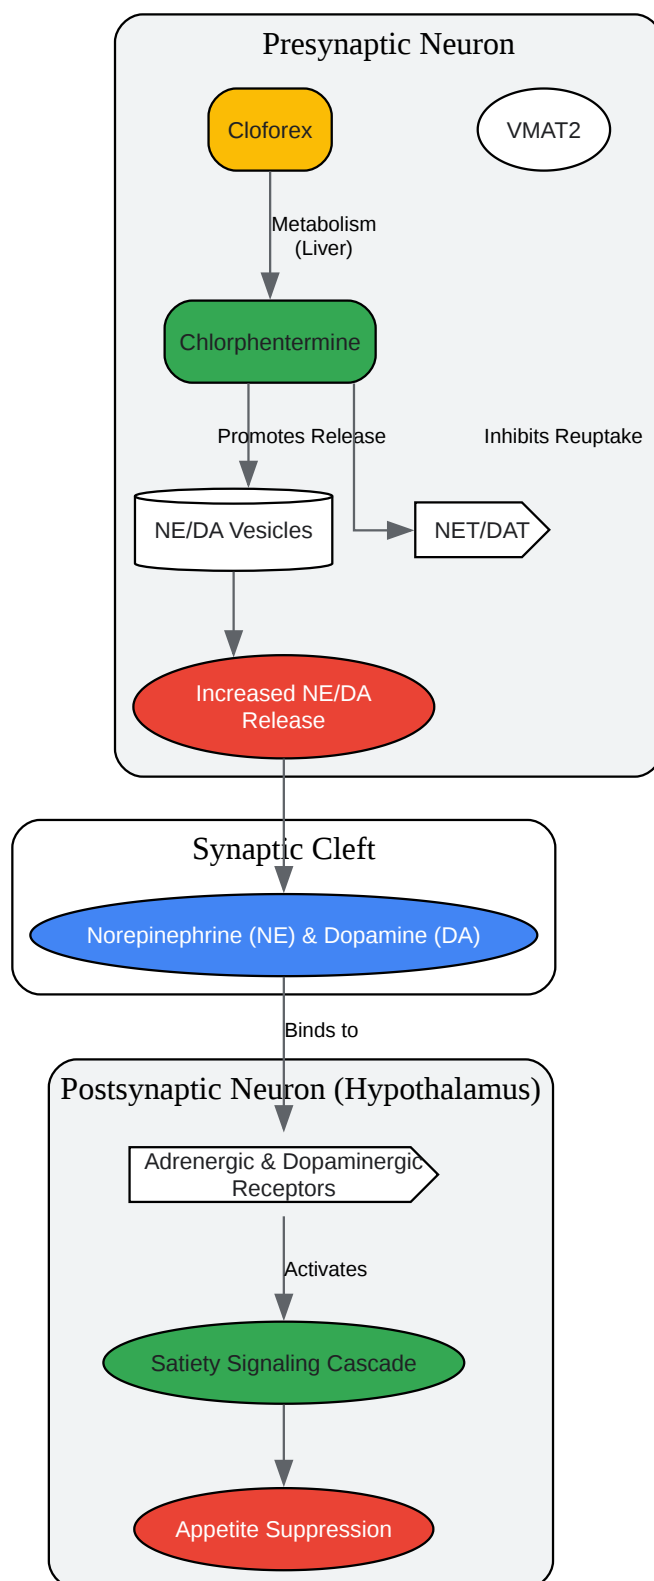 Presynaptic Neuron
Cloforex
VMAT2
Metabolism
(Liver)
Chlorphentermine
Promotes Release
Inhibits Reuptake
NE/DA Vesicles
NET/DAT
Increased NE/DA
Release
Synaptic Cleft
Norepinephrine (NE) & Dopamine (DA)
Binds to
Postsynaptic Neuron (Hypothalamus)
Adrenergic & Dopaminergic
Receptors
Activates
Satiety Signaling Cascade
Appetite Suppression